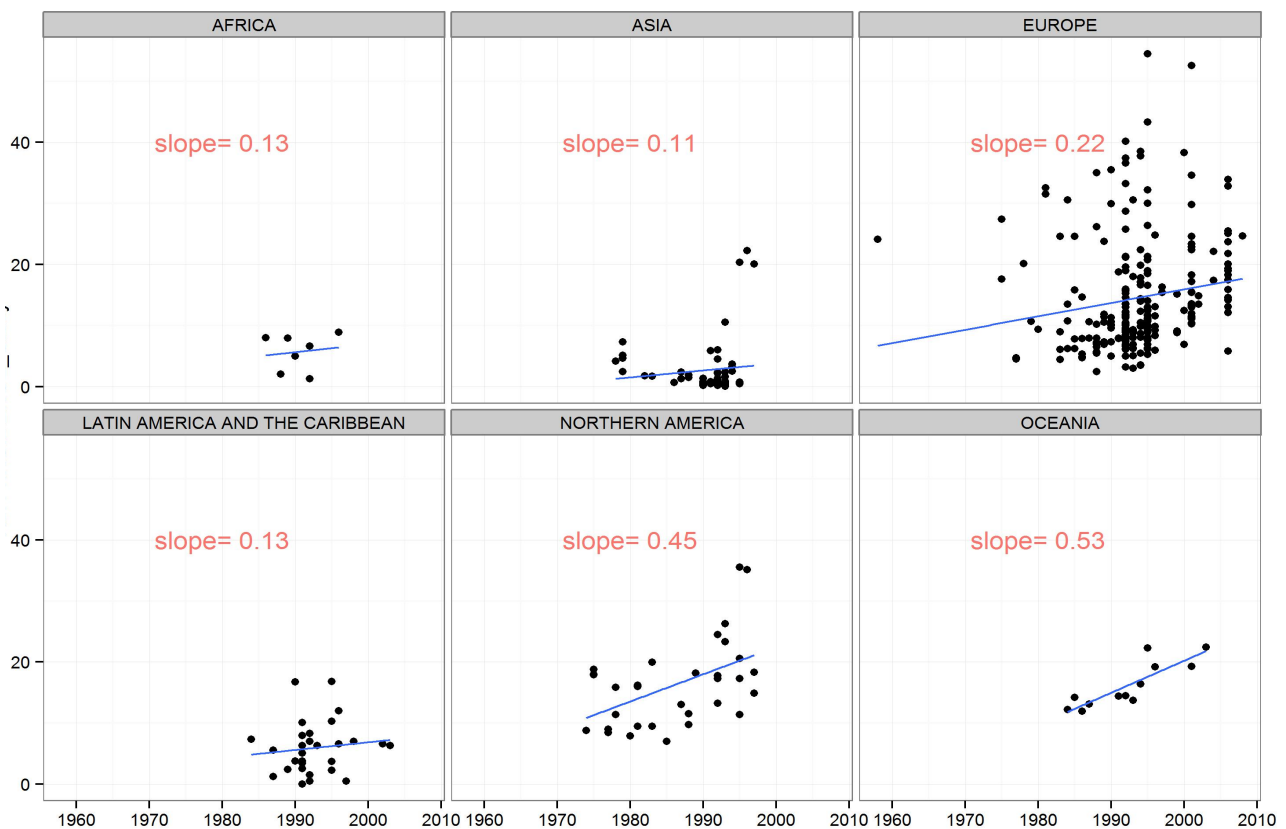 AFRICA ASIA EUROPE
40 slope= 0.13 slope= 0.11 slope= 0.22
20
0
LATIN AMERICA AND THE CARIBBEAN NORTHERN AMERICA OCEANIA
40 slope= 0.13 slope= 0.45 slope= 0.53
20
0
1960 1970 1980 1990 2000 2010 1960 1970 1980 1990 2000 2010 1960 1970 1980 1990 2000 2010